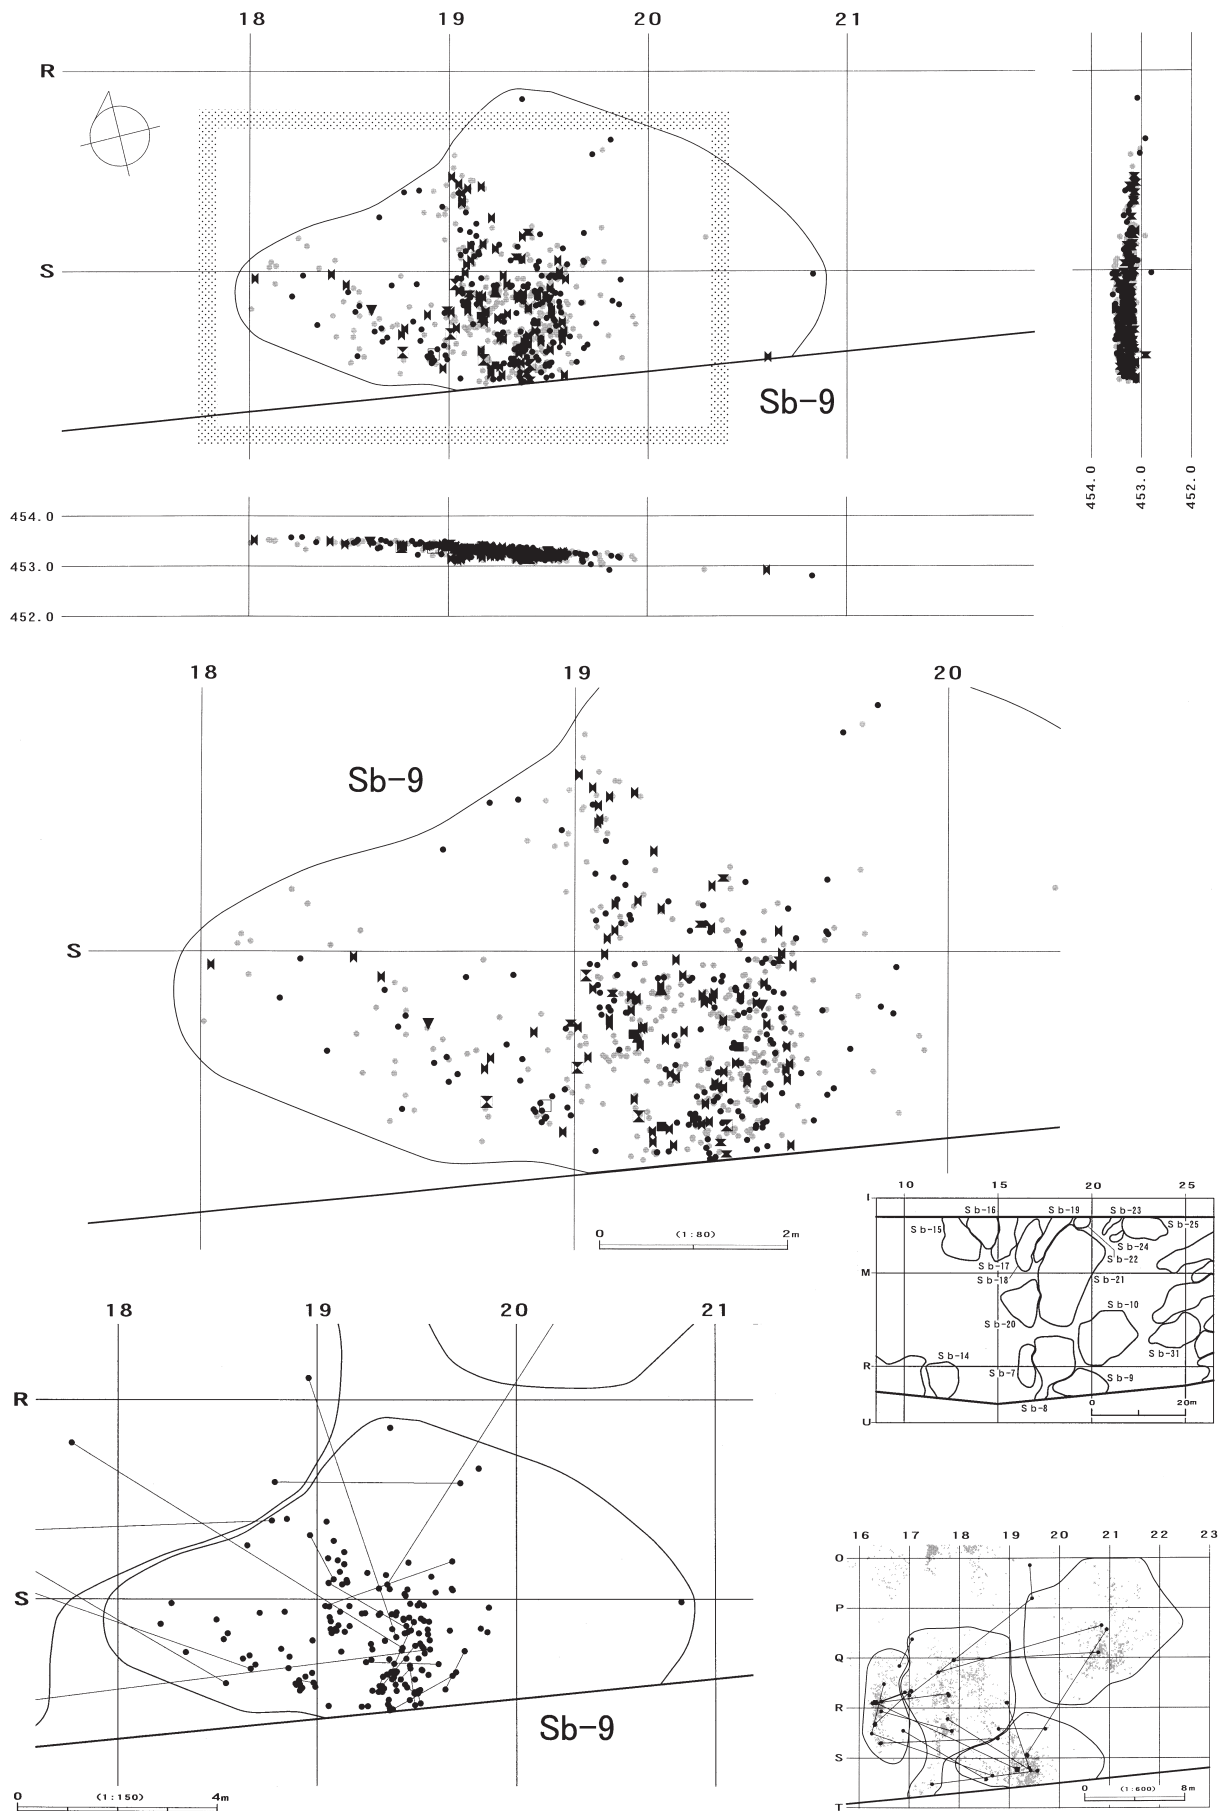 18 19 20 21
R
S
Sb-9
454.0 453.0 452.0
454.0
453.0
452.0
18 19 20
Sb-9
S
0 (1:80) 2m
10 15 20 25
I
M
R
U
Sb-16 Sb-19 Sb-23
Sb-15 Sb-25
Sb-24
Sb-22
Sb-17
Sb-18 Sb-21
Sb-10
Sb-20
Sb-31
Sb-14
Sb-7 Sb-9
Sb-8
0 20m
18 19 20 21
R
S
Sb-9
0 (1:150) 4m
16 17 18 19 20 21 22 23
O
P
Q
R
S
T
0 (1:600) 8m